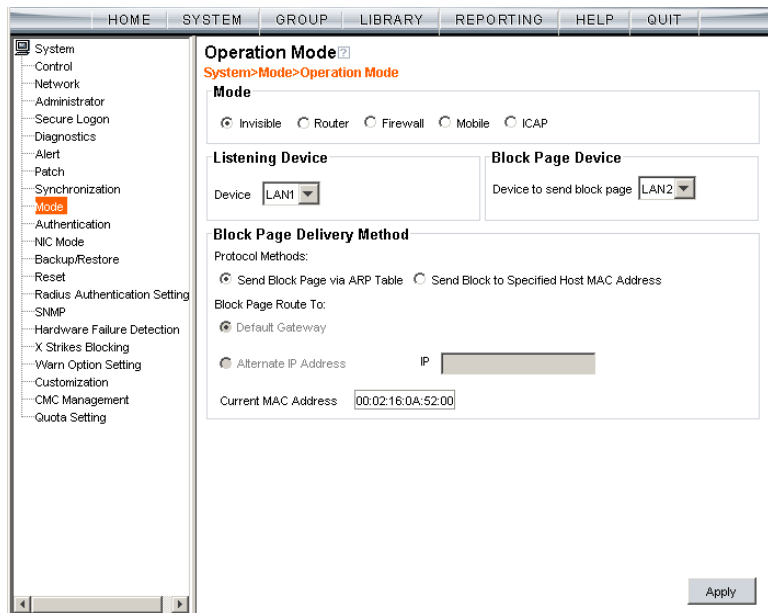 HOME SYSTEM GROUP LIBRARY REPORTING HELP QUIT
System
Control
Network
Administrator
Secure Logon
Diagnostics
Alert
Patch
Synchronization
Mode
Authentication
NIC Mode
Backup/Restore
Reset
Radius Authentication Setting
SNMP
Hardware Failure Detection
X Strikes Blocking
Warn Option Setting
Customization
CMC Management
Quota Setting
Operation Mode ?
System>Mode>Operation Mode
Mode
Invisible Router Firewall Mobile ICAP
Listening Device
Device LAN1
Block Page Device
Device to send block page LAN2
Block Page Delivery Method
Protocol Methods:
Send Block Page via ARP Table Send Block to Specified Host MAC Address
Block Page Route To:
Default Gateway
Alternate IP Address IP
Current MAC Address 00:02:16:0A:52:00
Apply